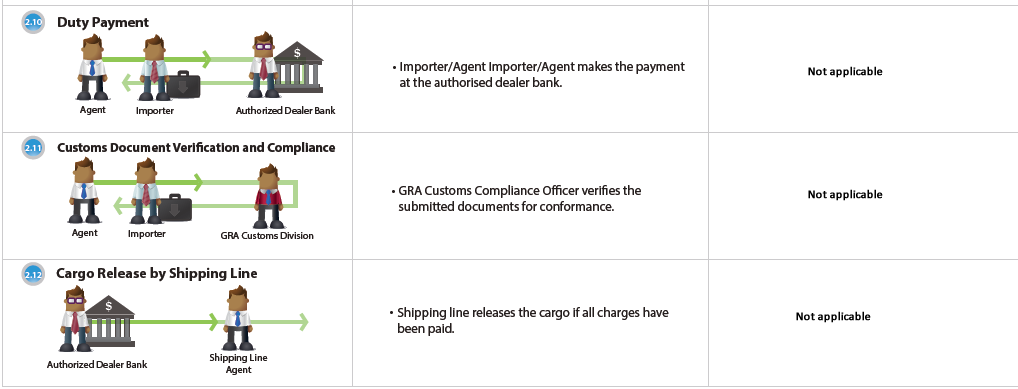 2.10 Duty Payment
$
Agent
Importer
Authorized Dealer Bank
• Importer/Agent Importer/Agent makes the payment
at the authorised dealer bank.
Not applicable
2.11 Customs Document Verification and Compliance
Agent
Importer
GRA Customs Division
• GRA Customs Compliance Officer verifies the
submitted documents for conformance.
Not applicable
2.12 Cargo Release by Shipping Line
$
Authorized Dealer Bank
Shipping Line
Agent
• Shipping line releases the cargo if all charges have
been paid.
Not applicable